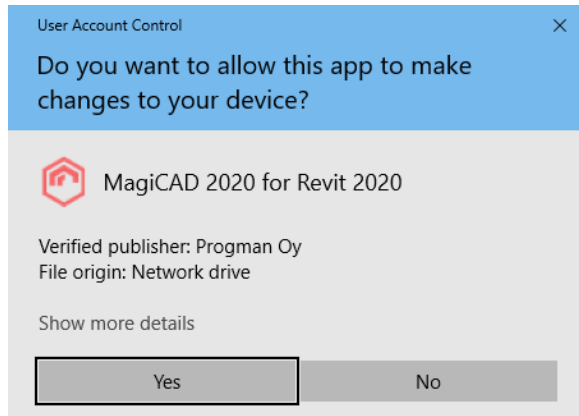 User Account Control
Do you want to allow this app to make
changes to your device?
MagiCAD 2020 for Revit 2020
Verified publisher: Progman Oy
File origin: Network drive
Show more details
Yes
No